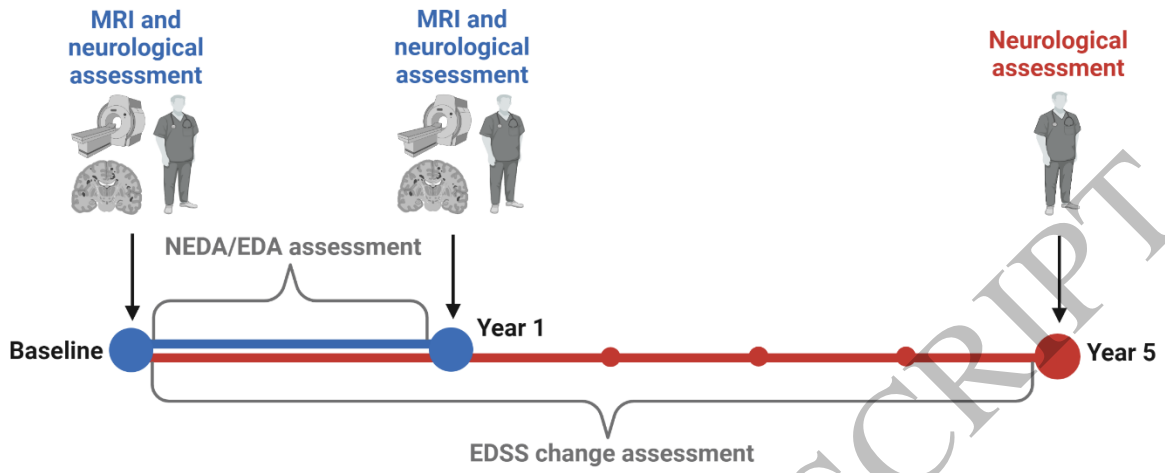 MRI and
neurological
assessment
MRI and
neurological
assessment
Neurological
assessment
NEDA/EDA assessment
Baseline
Year 1
Year 5
EDSS change assessment
SCRIPT